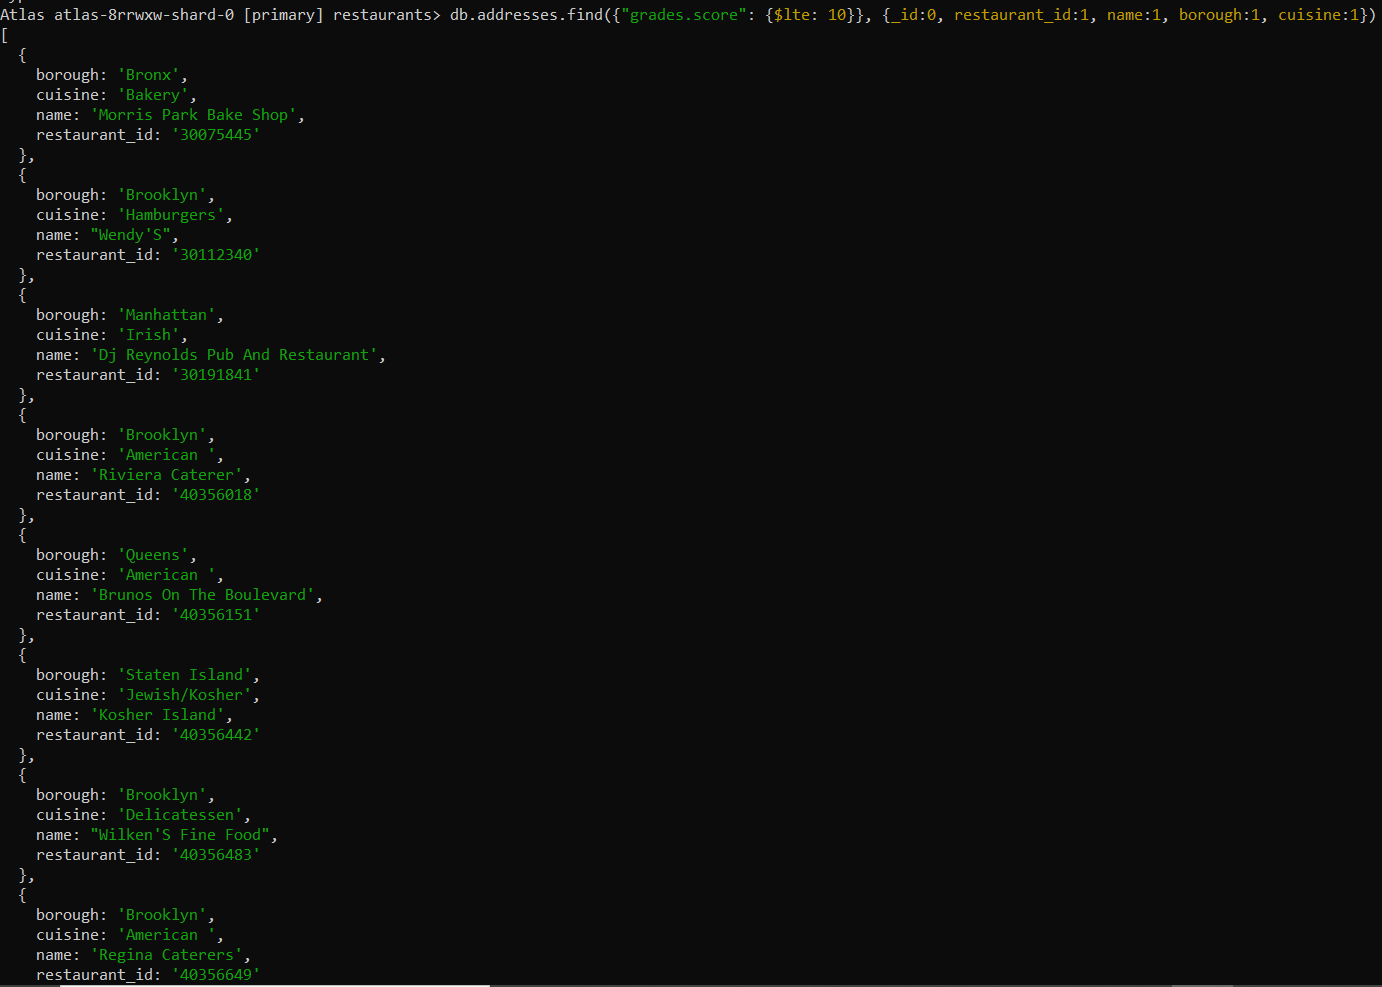 Atlas atlas-8rrwxw-shard-0 [primary] restaurants> db.addresses.find({"grades.score": {$lte: 10}}, {_id:0, restaurant_id:1, name:1, borough:1, cuisine:1})
[
  {
    borough: 'Bronx',
    cuisine: 'Bakery',
    name: 'Morris Park Bake Shop',
    restaurant_id: '30075445'
  },
  {
    borough: 'Brooklyn',
    cuisine: 'Hamburgers',
    name: "Wendy'S",
    restaurant_id: '30112340'
  },
  {
    borough: 'Manhattan',
    cuisine: 'Irish',
    name: 'Dj Reynolds Pub And Restaurant',
    restaurant_id: '30191841'
  },
  {
    borough: 'Brooklyn',
    cuisine: 'American ',
    name: 'Riviera Caterer',
    restaurant_id: '40356018'
  },
  {
    borough: 'Queens',
    cuisine: 'American ',
    name: 'Brunos On The Boulevard',
    restaurant_id: '40356151'
  },
  {
    borough: 'Staten Island',
    cuisine: 'Jewish/Kosher',
    name: 'Kosher Island',
    restaurant_id: '40356442'
  },
  {
    borough: 'Brooklyn',
    cuisine: 'Delicatessen',
    name: "Wilken'S Fine Food",
    restaurant_id: '40356483'
  },
  {
    borough: 'Brooklyn',
    cuisine: 'American ',
    name: 'Regina Caterers',
    restaurant_id: '40356649'